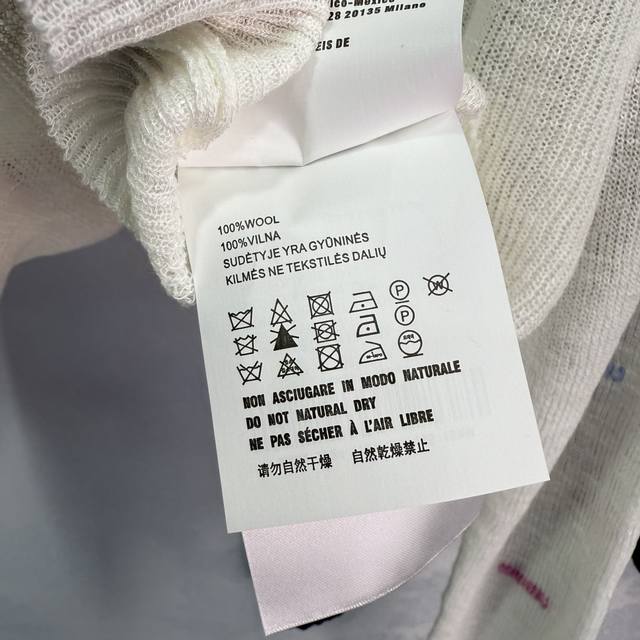 28 20135 Milano
EIS DE
100%WOOL
100%VILNA
SUDĖTYJE YRA GYŪNINĖS
KILMĖS NE TEKSTILĖS DALIŲ
P
W
P
NON ASCIUGARE IN MODO NATURALE
DO NOT NATURAL DRY
NE PAS SÉCHER À L'AIR LIBRE
请勿自然干燥 自然乾燥禁止